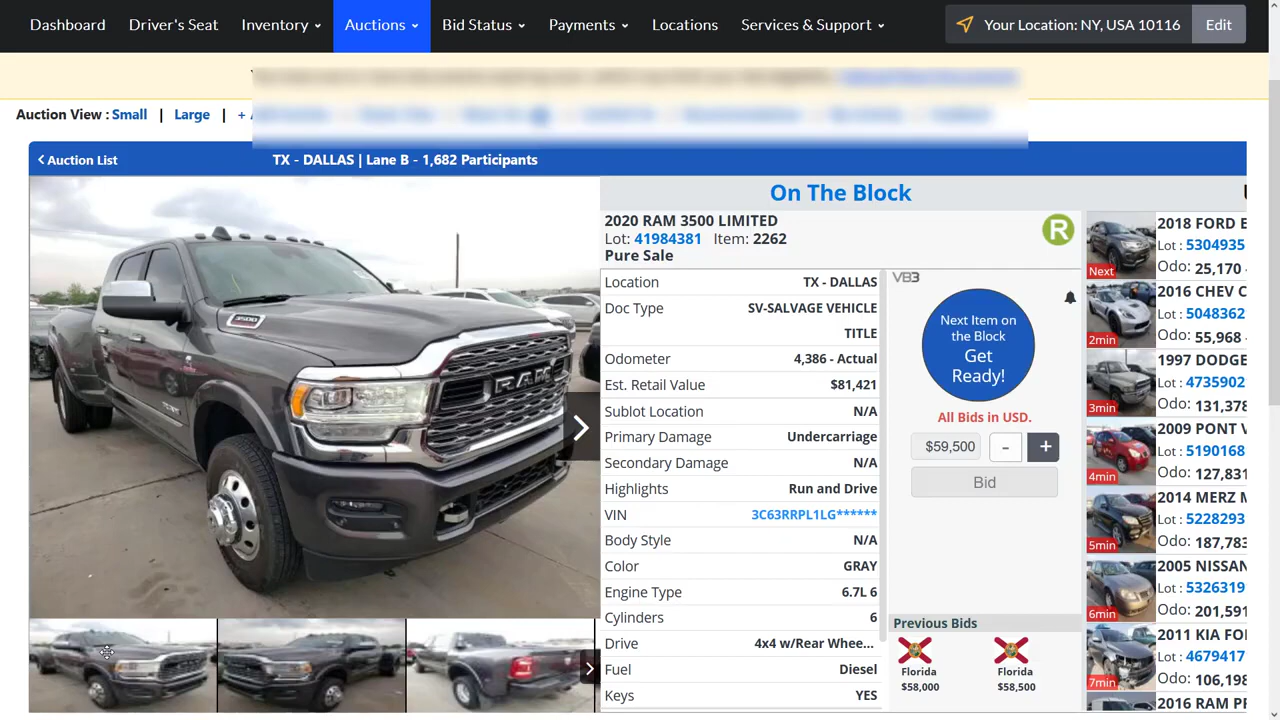 Dashboard Driver's Seat Inventory Auctions Bid Status Payments Locations Services & Support Your Location: NY, USA 10116 Edit
Auction View : Small | Large | +
Auction List TX - DALLAS | Lane B - 1,682 Participants
On The Block
2020 RAM 3500 LIMITED
Lot: 41984381 Item: 2262
Pure Sale
R
Location TX - DALLAS
Doc Type SV-SALVAGE VEHICLE
TITLE
Odometer 4,386 - Actual
Est. Retail Value $81,421
Sublot Location N/A
Primary Damage Undercarriage
Secondary Damage N/A
Highlights Run and Drive
VIN 3C63RRPL1LG******
Body Style N/A
Color GRAY
Engine Type 6.7L 6
Cylinders 6
Drive 4x4 w/Rear Whee...
Fuel Diesel
Keys YES
VB3
Next Item on
the Block
Get
Ready!
All Bids in USD.
$59,500 - +
Bid
Previous Bids
Florida
$58,000
Florida
$58,500
2018 FORD E
Lot : 5304935
Odo: 25,170
Next
2016 CHEV C
Lot : 5048362
Odo: 55,968
2min
1997 DODGE
Lot : 4735902
Odo: 131,378
3min
2009 PONT V
Lot : 5190168
Odo: 127,831
4min
2014 MERZ M
Lot : 5228293
Odo: 187,783
5min
2005 NISSAN
Lot : 5326319
Odo: 201,591
6min
2011 KIA FO
Lot : 4679417
Odo: 106,198
7min
2016 RAM PR
3500
RAM